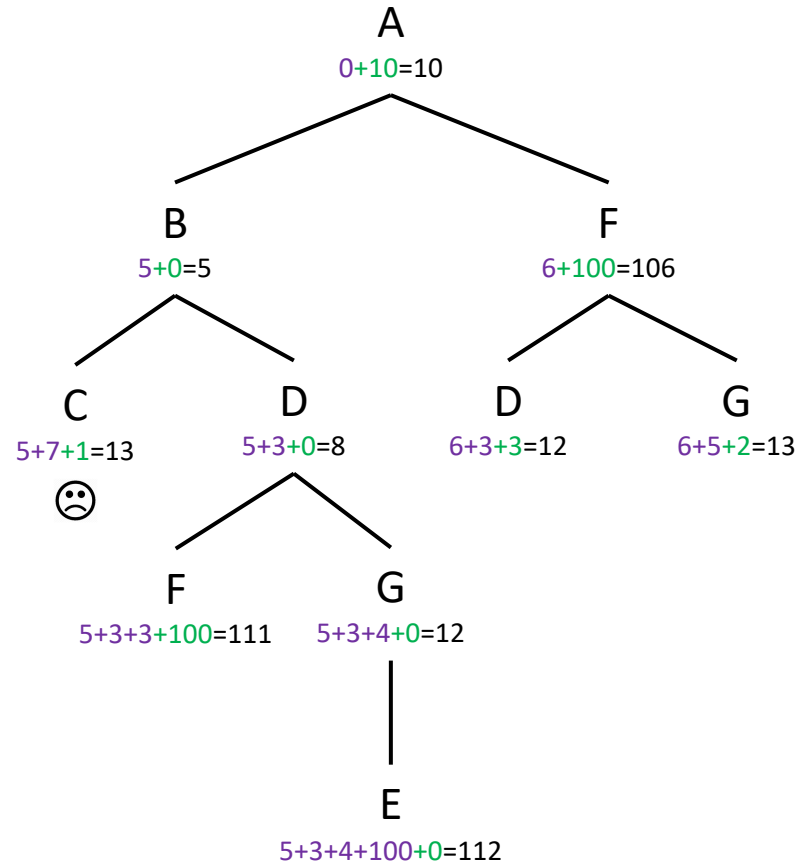 A
0+10=10
B
F
5+0=5
6+100=106
C
D
D
G
5+7+1=13
5+3+0=8
6+3+3=12
6+5+2=13
F
G
5+3+3+100=111
5+3+4+0=12
E
5+3+4+100+0=112